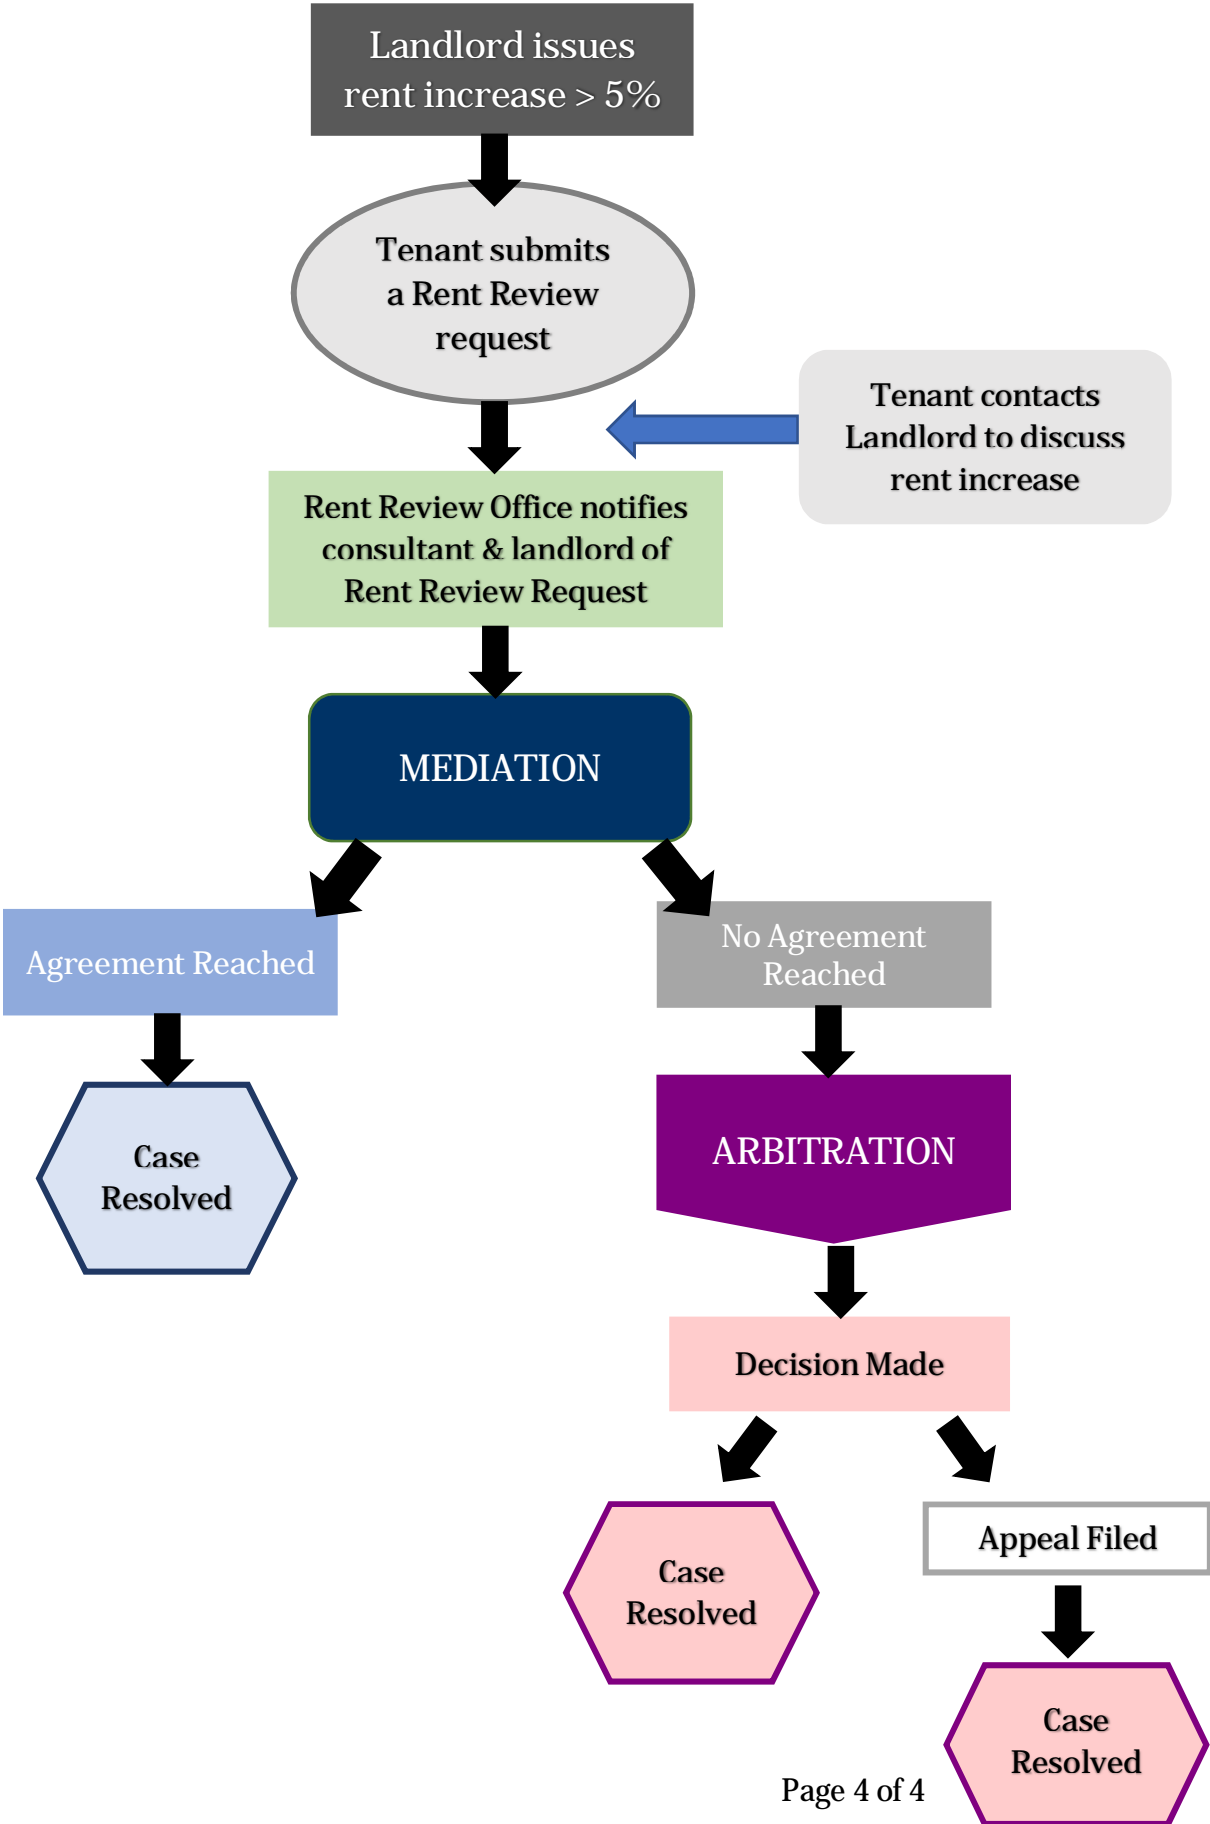 Landlord issues
rent increase > 5%
Tenant submits
a Rent Review
request
Tenant contacts
Landlord to discuss
rent increase
Rent Review Office notifies
consultant & landlord of
Rent Review Request
MEDIATION
Agreement Reached
No Agreement
Reached
Case
Resolved
ARBITRATION
Decision Made
Case
Resolved
Appeal Filed
Case
Resolved
Page 4 of 4